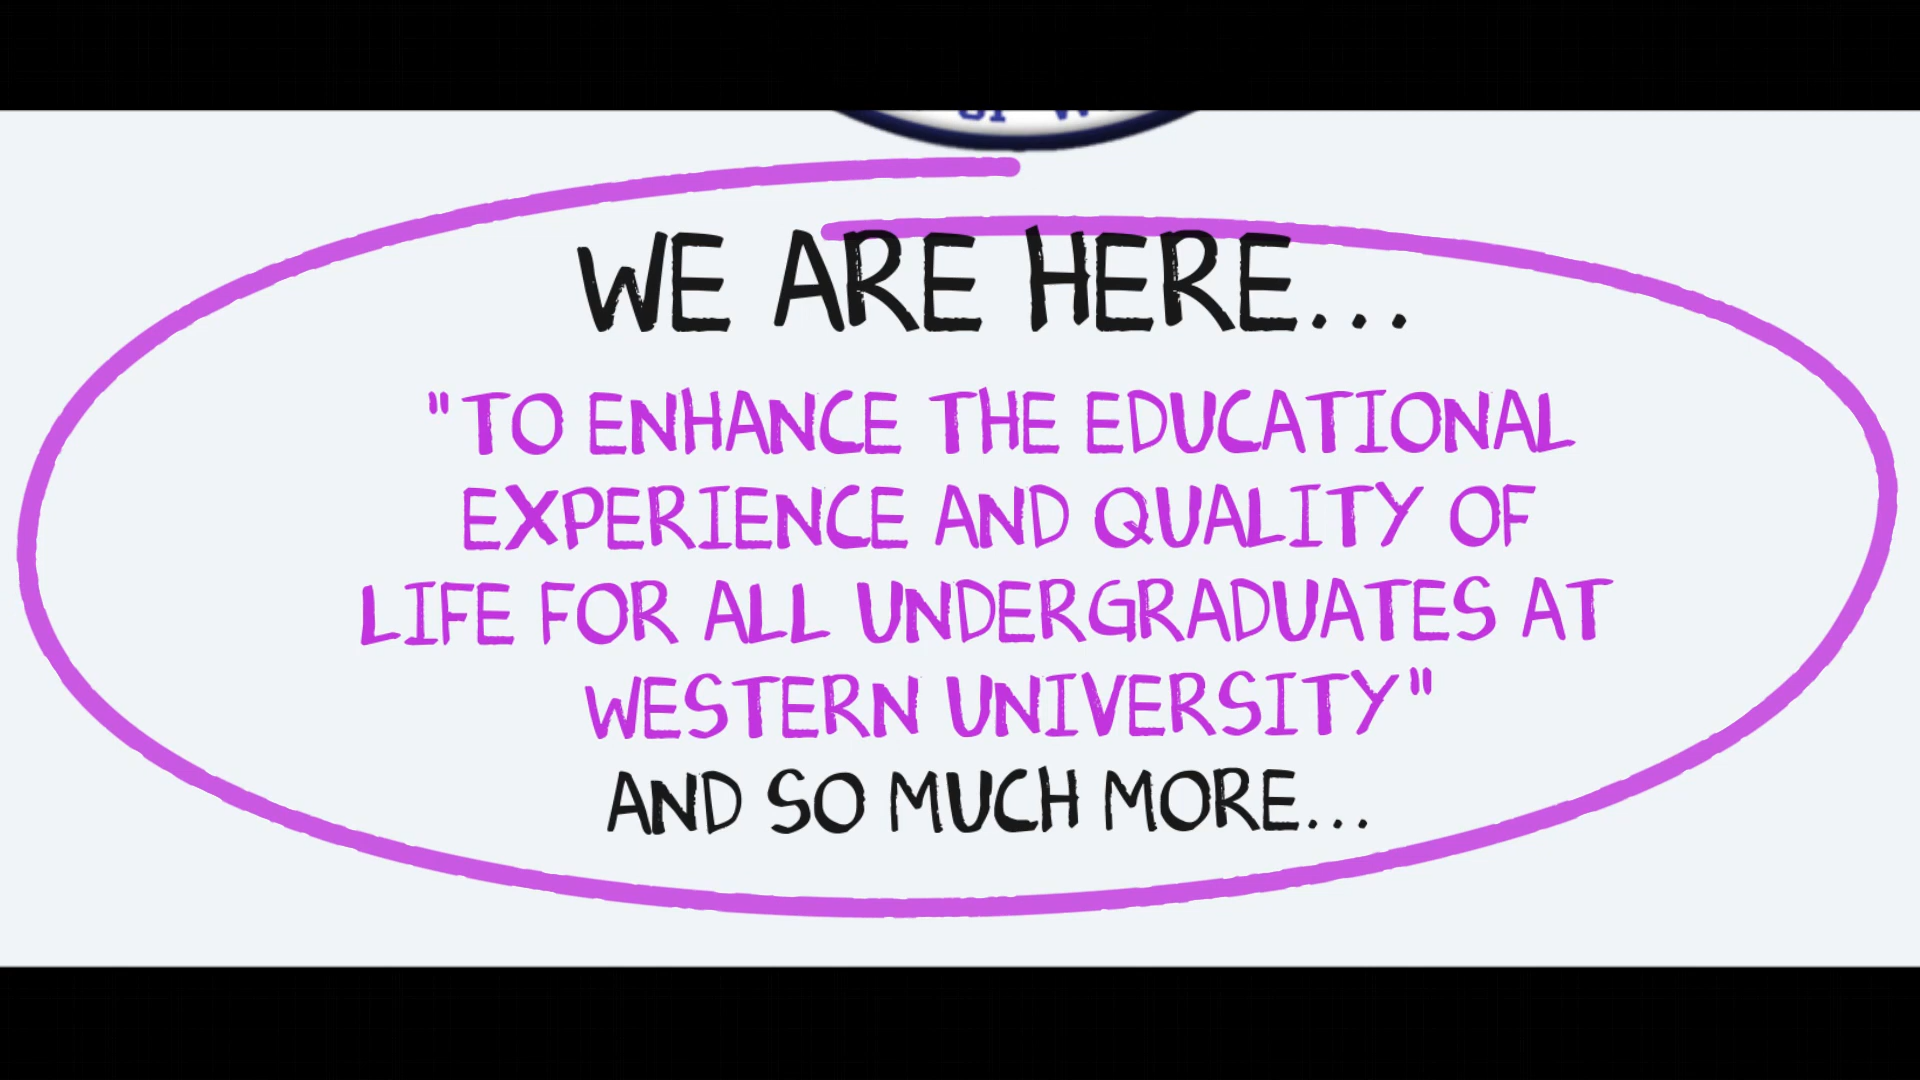 WE ARE HERE...
"TO ENHANCE THE EDUCATIONAL
EXPERIENCE AND QUALITY OF
LIFE FOR ALL UNDERGRADUATES AT
WESTERN UNIVERSITY"
AND SO MUCH MORE...